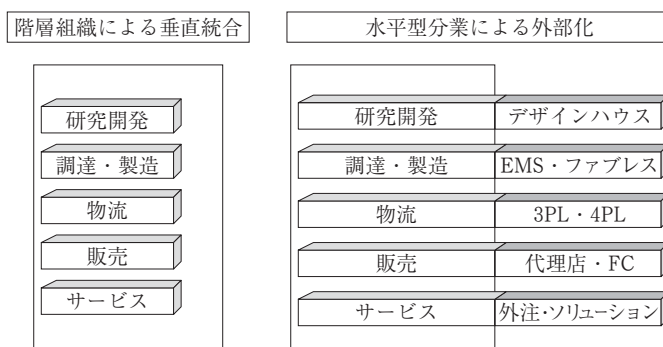 階層組織による垂直統合
水平型分業による外部化
研究開発
調達・製造
物流
販売
サービス
研究開発 デザインハウス
調達・製造 EMS・ファブレス
物流 3PL・4PL
販売 代理店・FC
サービス 外注・ソリューション